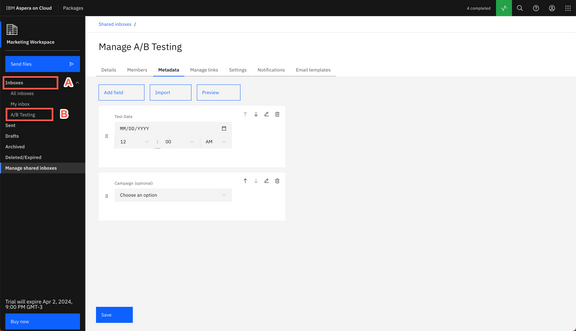 IBM Aspera on Cloud Packages 4 completed
Marketing Workspace
Send files
Inboxes A
All inboxes
My inbox
A/B Testing B
Sent
Drafts
Archived
Deleted/Expired
Manage shared inboxes
Trial will expire Apr 2, 2024,
9:00 PM GMT-3
Buy now
Shared inboxes /
Manage A/B Testing
Details Members Metadata Manage links Settings Notifications Email templates
Add field Import Preview
Test Date
MM/DD/YYYY
12 : 00 AM
Campaign (optional)
Choose an option
Save